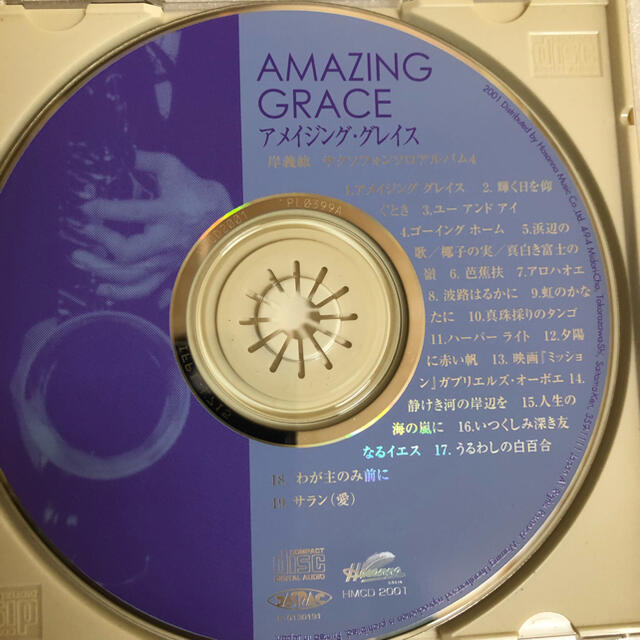 AMAZING
GRACE
アメイジング・グレイス
岸義紘 サクソフォンソロアルバム4
1.アメイジング グレイス 2. 輝く日を仰
ぐとき 3.ユー アンド アイ
4.ゴーイング ホーム 5.浜辺の
歌/椰子の実/真白き富士の
嶺 6. 芭蕉扶 7.アロハオエ
8. 波路はるかに 9.虹のかな
たに 10.真珠採りのタンゴ
11.ハーバー ライト 12.夕陽
に赤い帆 13. 映画「ミッショ
ン」ガブリエルズ・オーボエ 14.
静けき河の岸辺を 15.人生の
海の嵐に 16.いつくしみ深き友
なるイエス 17. うるわしの白百合
18. わが主のみ前に
19. サラン(愛)
COMPACT
disc
DIGITAL AUDIO
Hosanna
HMCD 2001
2001 Distributed by Hosanna Music Co.,Ltd.